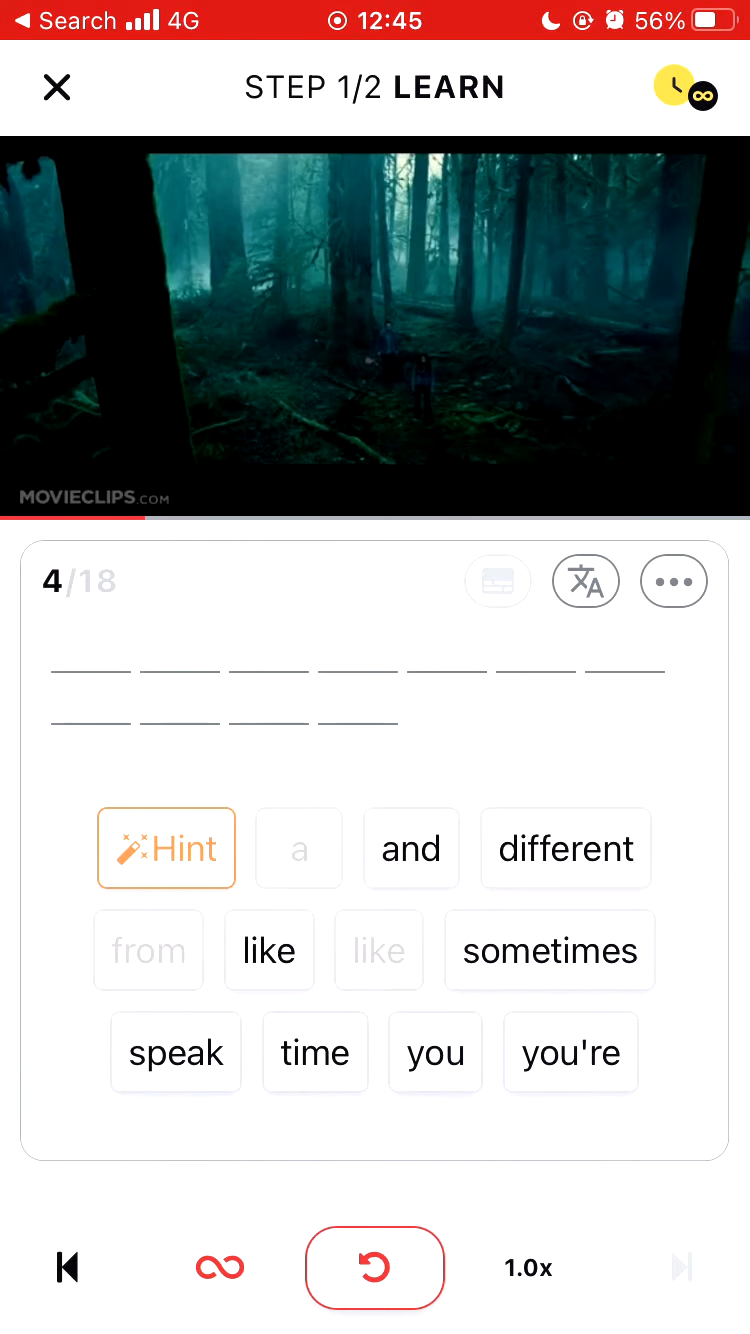 Search 4G 12:45 56%
STEP 1/2 LEARN
MOVIECLIPS.COM
4/18
Hint a and different
from like like sometimes
speak time you you're
1.0x